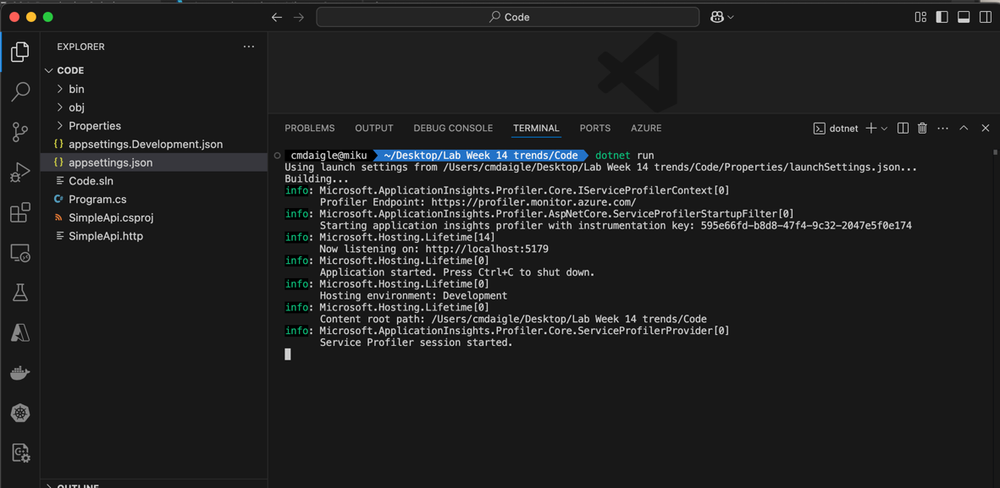 Code
EXPLORER
CODE
bin
obj
Properties
{} appsettings.Development.json
{} appsettings.json
Code.sln
C# Program.cs
SimpleApi.csproj
SimpleApi.http
OUTLINE
PROBLEMS OUTPUT DEBUG CONSOLE TERMINAL PORTS AZURE
dotnet
cmdaigle@miku ~/Desktop/Lab Week 14 trends/Code dotnet run
Using launch settings from /Users/cmdaigle/Desktop/Lab Week 14 trends/Code/Properties/launchSettings.json...
Building...
info: Microsoft.ApplicationInsights.Profiler.Core.IServiceProfilerContext[0]
Profiler Endpoint: https://profiler.monitor.azure.com/
info: Microsoft.ApplicationInsights.Profiler.AspNetCore.ServiceProfilerStartupFilter[0]
Starting application insights profiler with instrumentation key: 595e66fd-b8d8-47f4-9c32-2047e5f0e174
info: Microsoft.Hosting.Lifetime[14]
Now listening on: http://localhost:5179
info: Microsoft.Hosting.Lifetime[0]
Application started. Press Ctrl+C to shut down.
info: Microsoft.Hosting.Lifetime[0]
Hosting environment: Development
info: Microsoft.Hosting.Lifetime[0]
Content root path: /Users/cmdaigle/Desktop/Lab Week 14 trends/Code
info: Microsoft.ApplicationInsights.Profiler.Core.ServiceProfilerProvider[0]
Service Profiler session started.